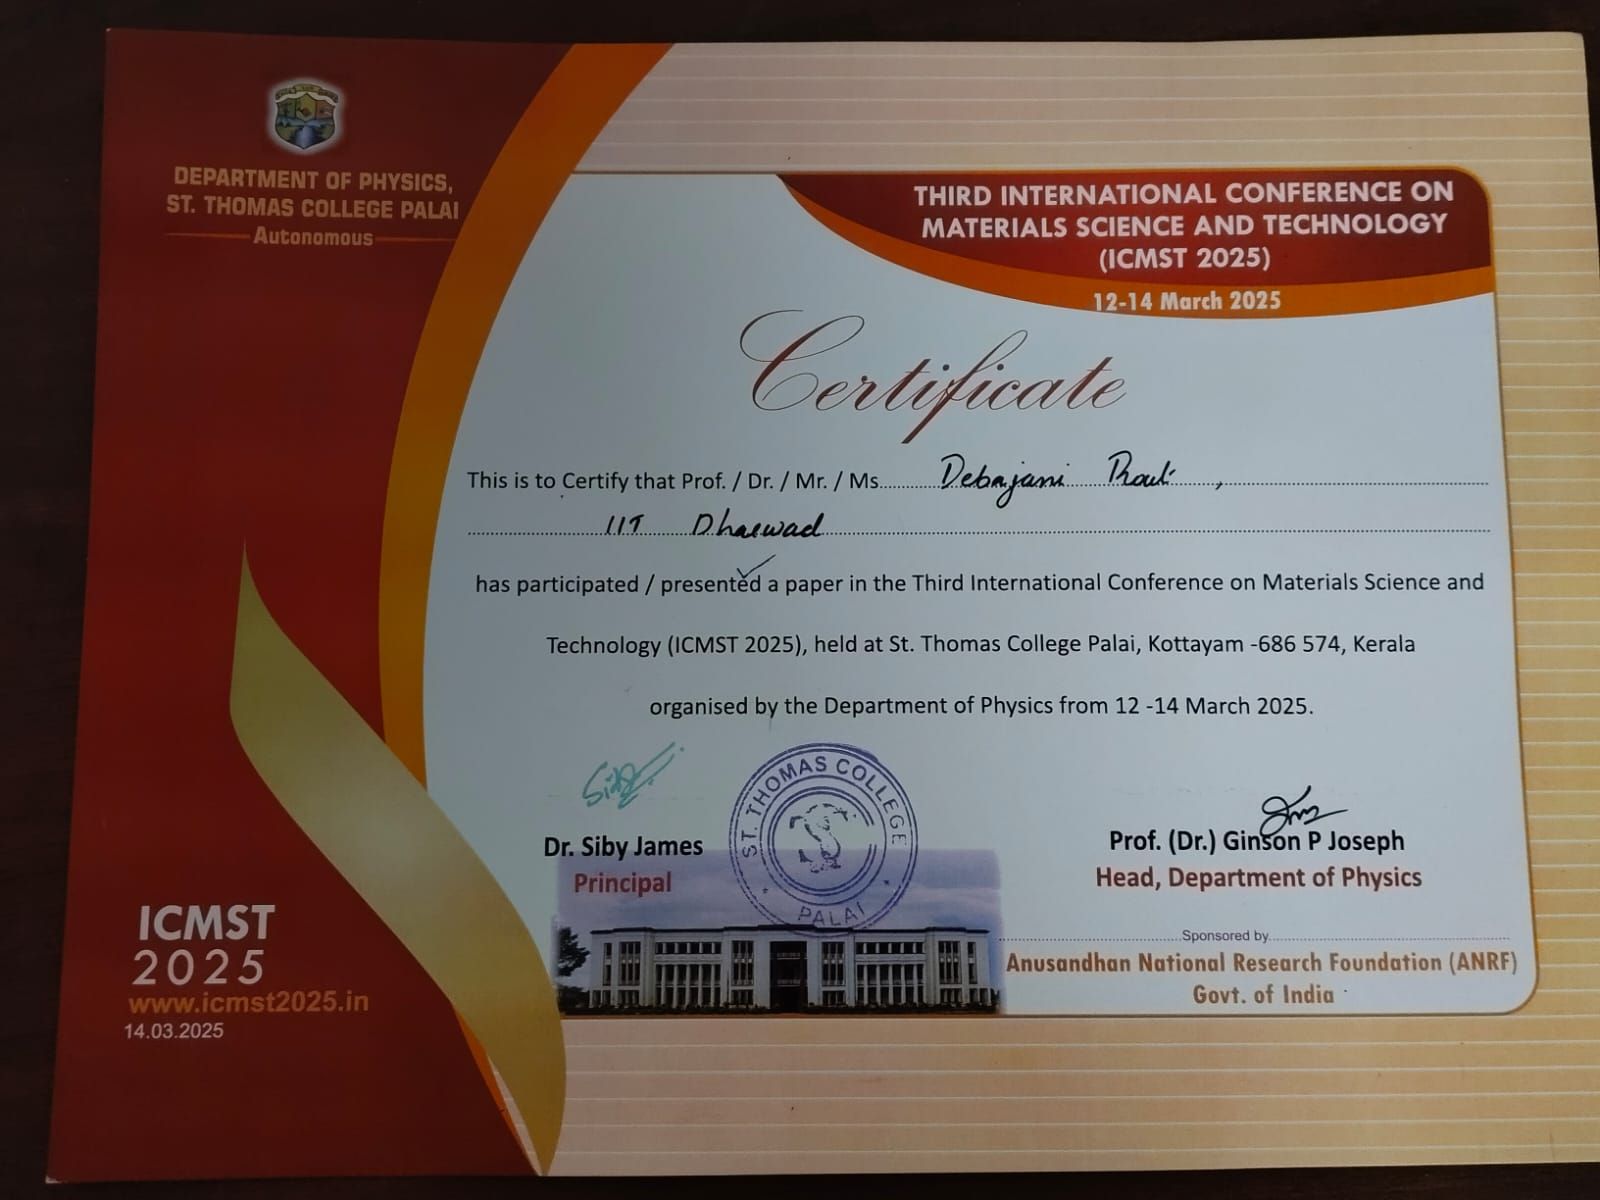 DEPARTMENT OF PHYSICS,
ST. THOMAS COLLEGE PALAI
Autonomous
THIRD INTERNATIONAL CONFERENCE ON
MATERIALS SCIENCE AND TECHNOLOGY
(ICMST 2025)
12-14 March 2025
Certificate
This is to Certify that Prof. / Dr. / Mr. / Ms. Debajani Rout,
IIT Dharwad
has participated / presented a paper in the Third International Conference on Materials Science and
Technology (ICMST 2025), held at St. Thomas College Palai, Kottayam -686 574, Kerala
organised by the Department of Physics from 12 -14 March 2025.
ST. THOMAS COLLEGE
PALAI
Dr. Siby James
Principal
Prof. (Dr.) Ginson P Joseph
Head, Department of Physics
Sponsored by
Anusandhan National Research Foundation (ANRF)
Govt. of India
ICMST
2025
www.icmst2025.in
14.03.2025